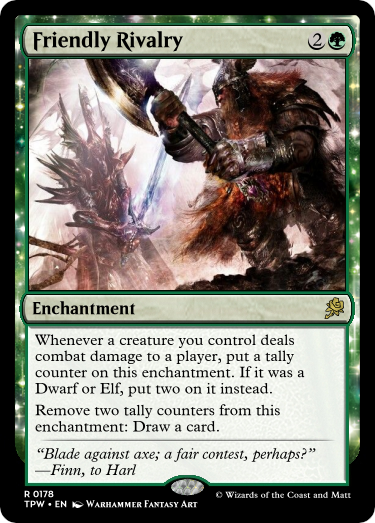 Friendly Rivalry 2
Enchantment
Whenever a creature you control deals
combat damage to a player, put a tally
counter on this enchantment. If it was a
Dwarf or Elf, put two on it instead.
Remove two tally counters from this
enchantment: Draw a card.
“Blade against axe; a fair contest, perhaps?”
—Finn, to Harl
R 0178
TPW • EN Warhammer Fantasy Art
© Wizards of the Coast and Matt